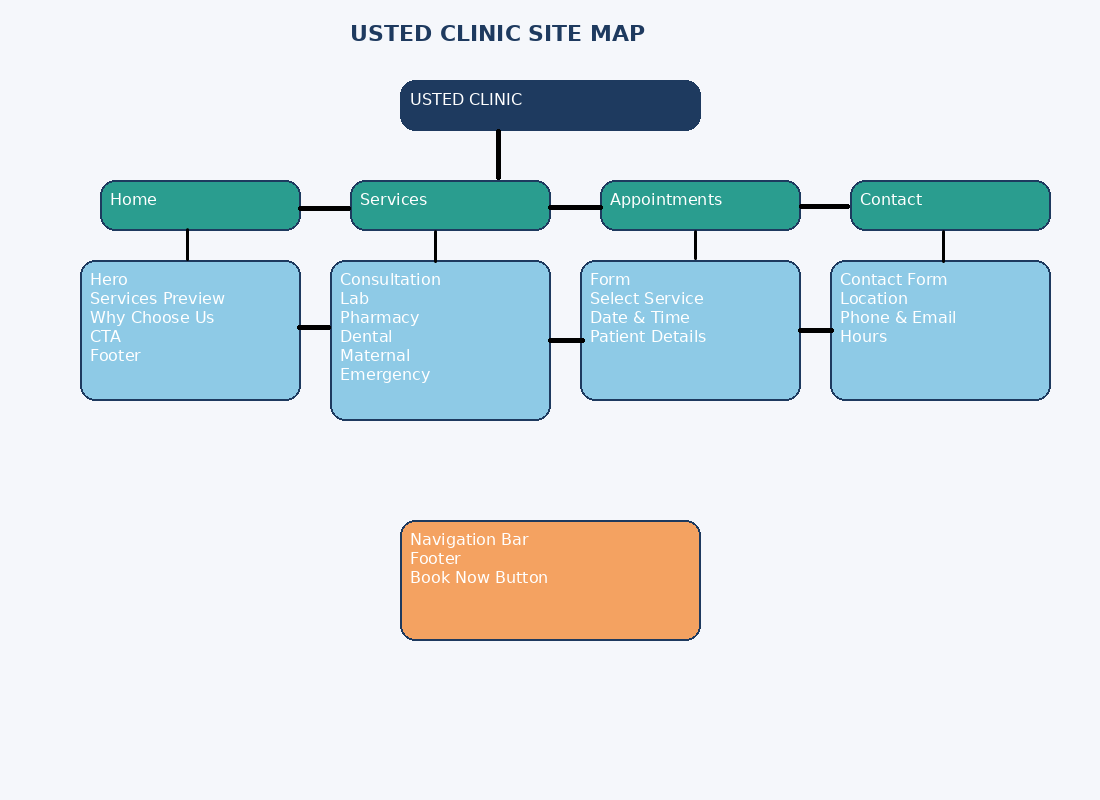 USTED CLINIC SITE MAP
USTED CLINIC
Home
Services
Appointments
Contact
Hero
Services Preview
Why Choose Us
CTA
Footer
Consultation
Lab
Pharmacy
Dental
Maternal
Emergency
Form
Select Service
Date & Time
Patient Details
Contact Form
Location
Phone & Email
Hours
Navigation Bar
Footer
Book Now Button